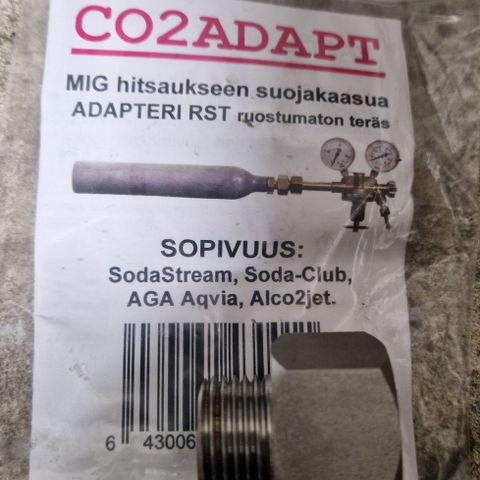 CO2ADAPT
MIG hitsaukseen suojakaasua
ADAPTERI RST ruostumaton teräs
SOPIVUUS:
SodaStream, Soda-Club,
AGA Aqvia, Alco2jet.
6 43006